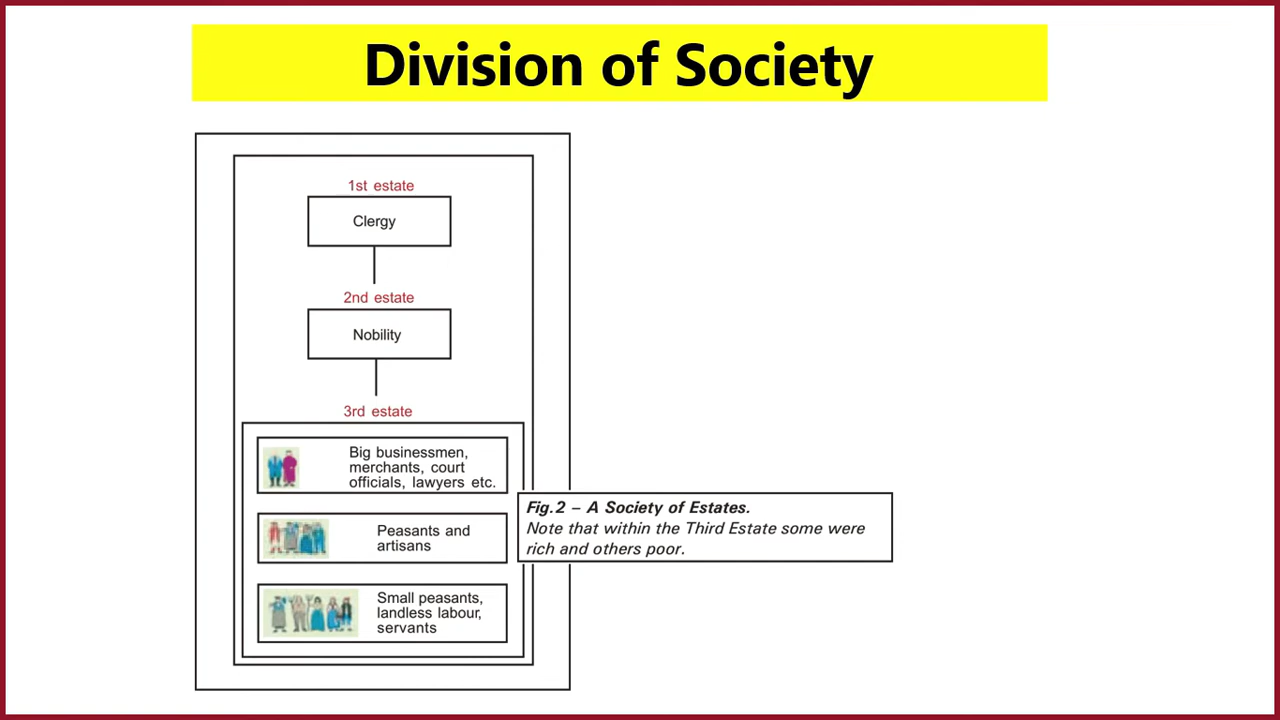 Division of Society
1st estate
Clergy
2nd estate
Nobility
3rd estate
Big businessmen,
merchants, court
officials, lawyers etc.
Peasants and
artisans
Small peasants,
landless labour,
servants
Fig.2 – A Society of Estates.
Note that within the Third Estate some were
rich and others poor.